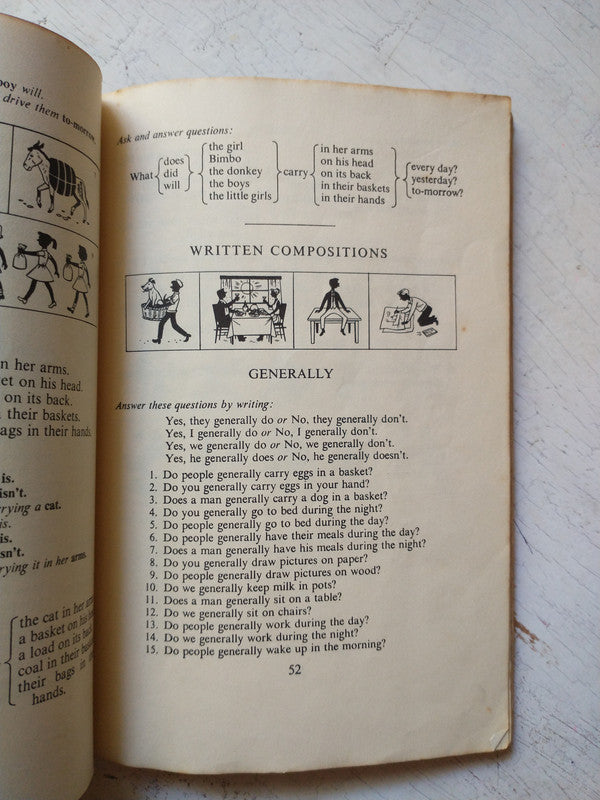 boy will.
drive them to-morrow.
in her arms.
on his head.
on its back.
their baskets.
bags in their hands.
is.
isn't.
a cat.
is.
isn't.
it in her arms.
the cat in her
a basket on his
a load on its
coal in their
their bags in
hands.
Ask and answer questions:
What does did will
the girl
Bimbo
the donkey
the boys
the little girls
carry
in her arms
on his head
on its back
in their baskets
in their hands
every day?
yesterday?
to-morrow?
WRITTEN COMPOSITIONS
GENERALLY
Answer these questions by writing:
Yes, they generally do or No, they generally don't.
Yes, I generally do or No, I generally don't.
Yes, we generally do or No, we generally don't.
Yes, he generally does or No, he generally doesn't.
1. Do people generally carry eggs in a basket?
2. Do you generally carry eggs in your hand?
3. Does a man generally carry a dog in a basket?
4. Do you generally go to bed during the night?
5. Do people generally go to bed during the day?
6. Do people generally have their meals during the day?
7. Does a man generally have his meals during the night?
8. Do you generally draw pictures on paper?
9. Do people generally draw pictures on wood?
10. Do we generally keep milk in pots?
11. Does a man generally sit on a table?
12. Do we generally sit on chairs?
13. Do people generally work during the day?
14. Do we generally work during the night?
15. Do people generally wake up in the morning?
52